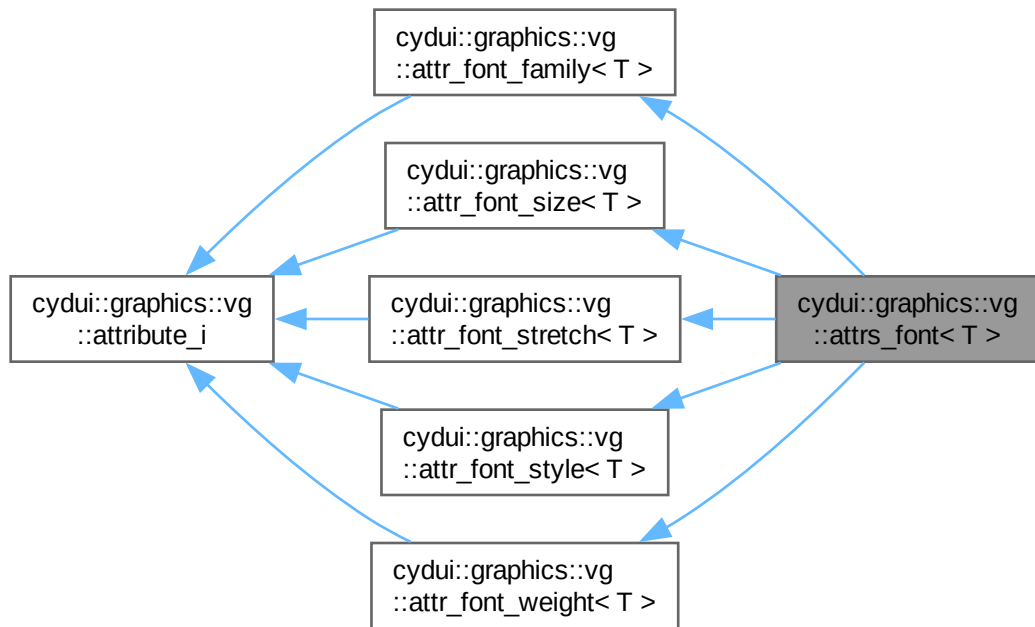 cydui::graphics::vg
::attr_font_family< T >
cydui::graphics::vg
::attr_font_size< T >
cydui::graphics::vg
::attribute_i
cydui::graphics::vg
::attr_font_stretch< T >
cydui::graphics::vg
::attrs_font< T >
cydui::graphics::vg
::attr_font_style< T >
cydui::graphics::vg
::attr_font_weight< T >